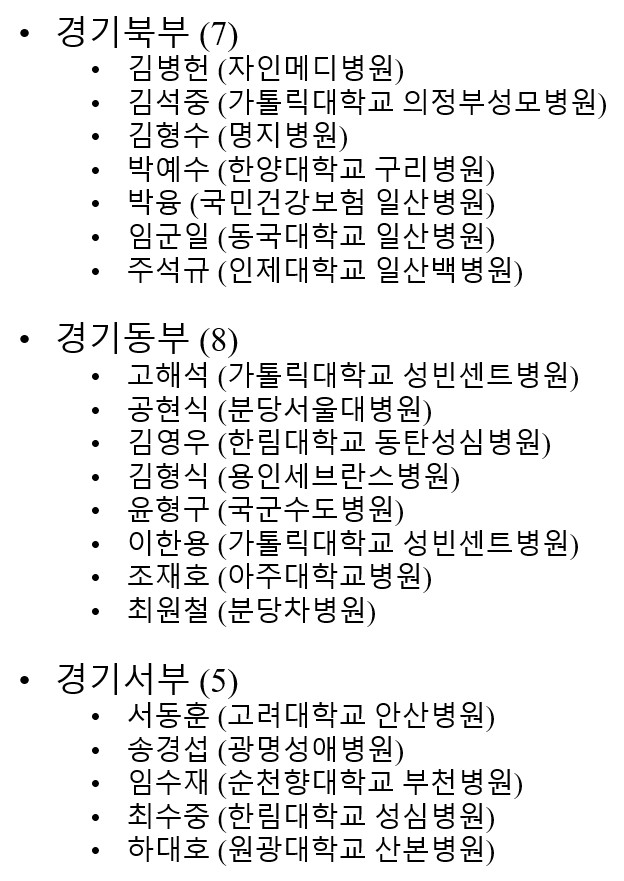 • 경기북부 (7)
• 김병헌 (자인메디병원)
• 김석중 (가톨릭대학교 의정부성모병원)
• 김형수 (명지병원)
• 박예수 (한양대학교 구리병원)
• 박융 (국민건강보험 일산병원)
• 임군일 (동국대학교 일산병원)
• 주석규 (인제대학교 일산백병원)
• 경기동부 (8)
• 고해석 (가톨릭대학교 성빈센트병원)
• 공현식 (분당서울대병원)
• 김영우 (한림대학교 동탄성심병원)
• 김형식 (용인세브란스병원)
• 윤형구 (국군수도병원)
• 이한용 (가톨릭대학교 성빈센트병원)
• 조재호 (아주대학교병원)
• 최원철 (분당차병원)
• 경기서부 (5)
• 서동훈 (고려대학교 안산병원)
• 송경섭 (광명성애병원)
• 임수재 (순천향대학교 부천병원)
• 최수중 (한림대학교 성심병원)
• 하대호 (원광대학교 산본병원)